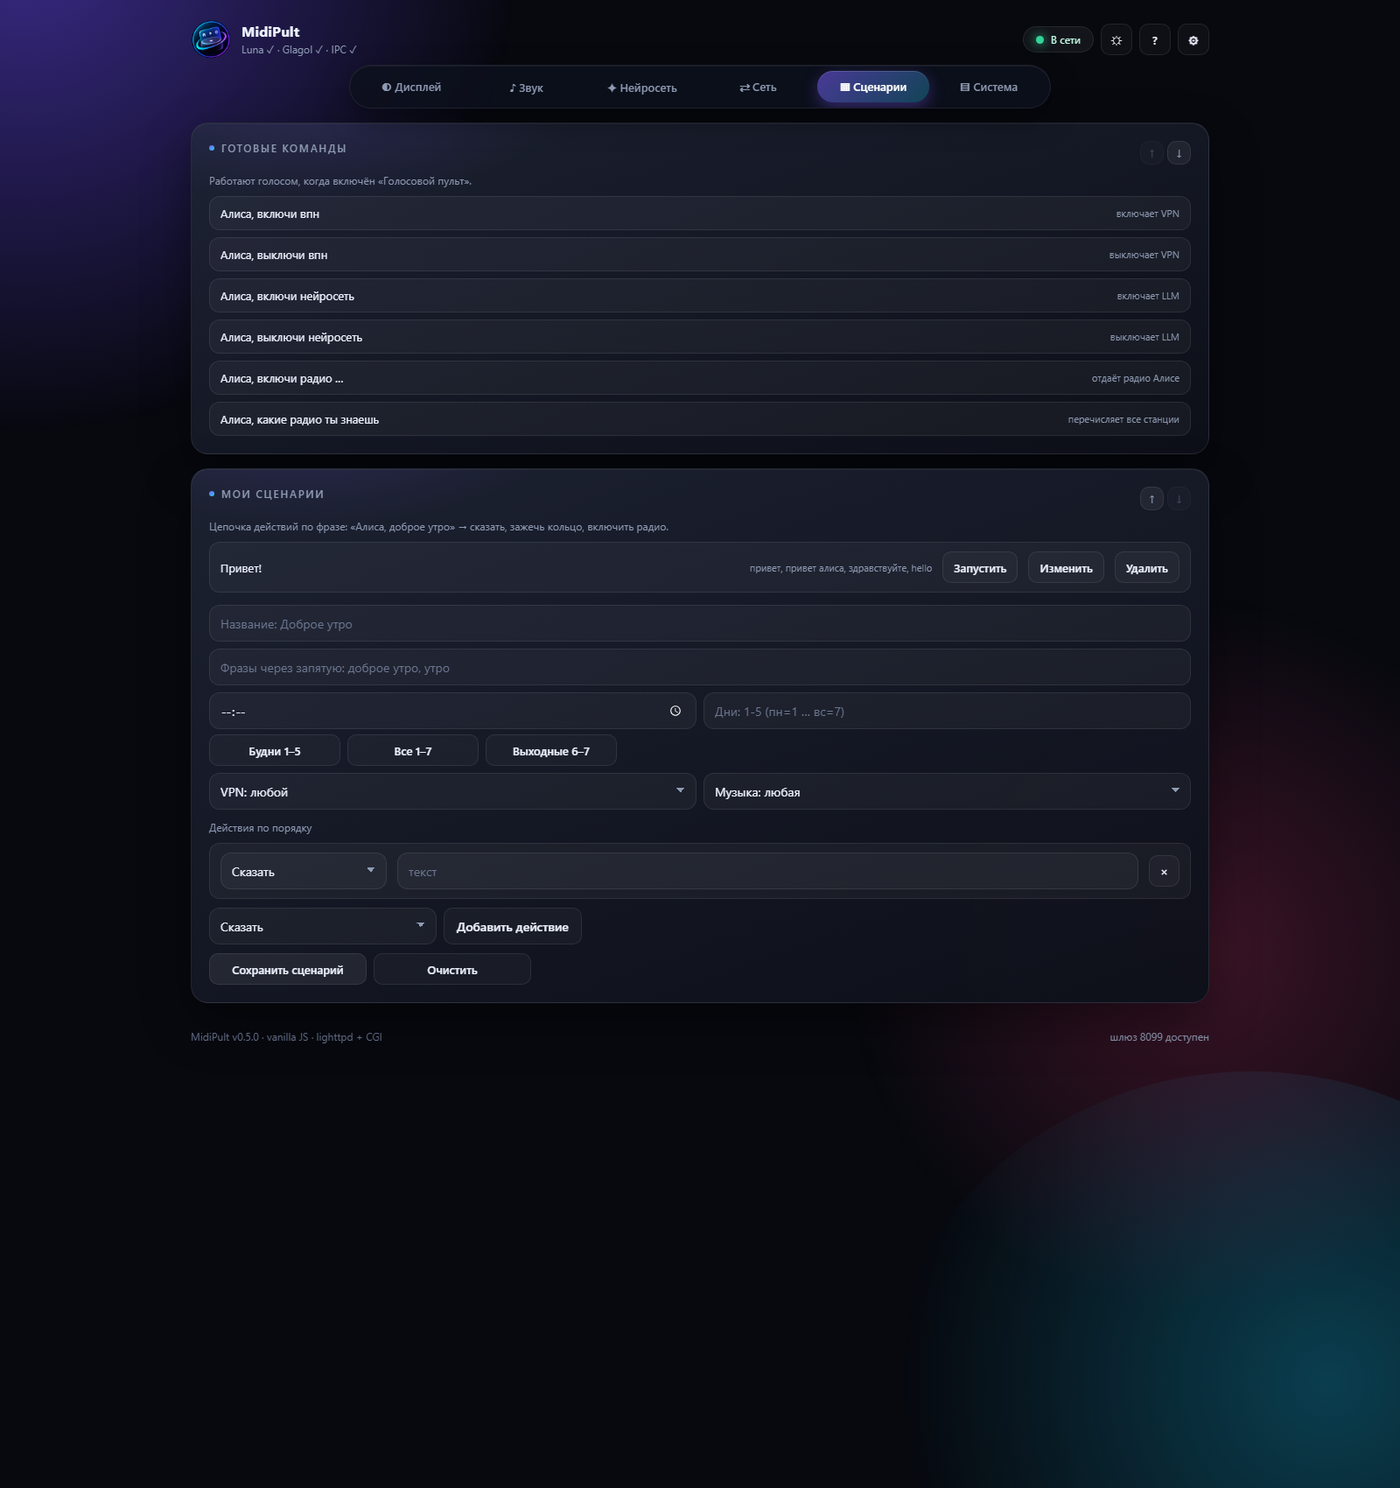 MidiPult
Luna ✓ · Glagol ✓ · IPC ✓
В сети
?
Дисплей
Звук
Нейросеть
Сеть
Сценарии
Система
ГОТОВЫЕ КОМАНДЫ
↑ ↓
Работают голосом, когда включён «Голосовой пульт».
Алиса, включи впн
включает VPN
Алиса, выключи впн
выключает VPN
Алиса, включи нейросеть
включает LLM
Алиса, выключи нейросеть
выключает LLM
Алиса, включи радио ...
отдаёт радио Алисе
Алиса, какие радио ты знаешь
перечисляет все станции
МОИ СЦЕНАРИИ
↑ ↓
Цепочка действий по фразе: «Алиса, доброе утро» → сказать, зажечь кольцо, включить радио.
Привет!
привет, привет алиса, здравствуйте, hello
Запустить
Изменить
Удалить
Название: Доброе утро
Фразы через запятую: доброе утро, утро
--:--
Дни: 1-5 (пн=1 ... вс=7)
Будни 1–5
Все 1–7
Выходные 6–7
VPN: любой
Музыка: любая
Действия по порядку
Сказать
текст
×
Сказать
Добавить действие
Сохранить сценарий
Очистить
MidiPult v0.5.0 · vanilla JS · lighttpd + CGI
шлюз 8099 доступен